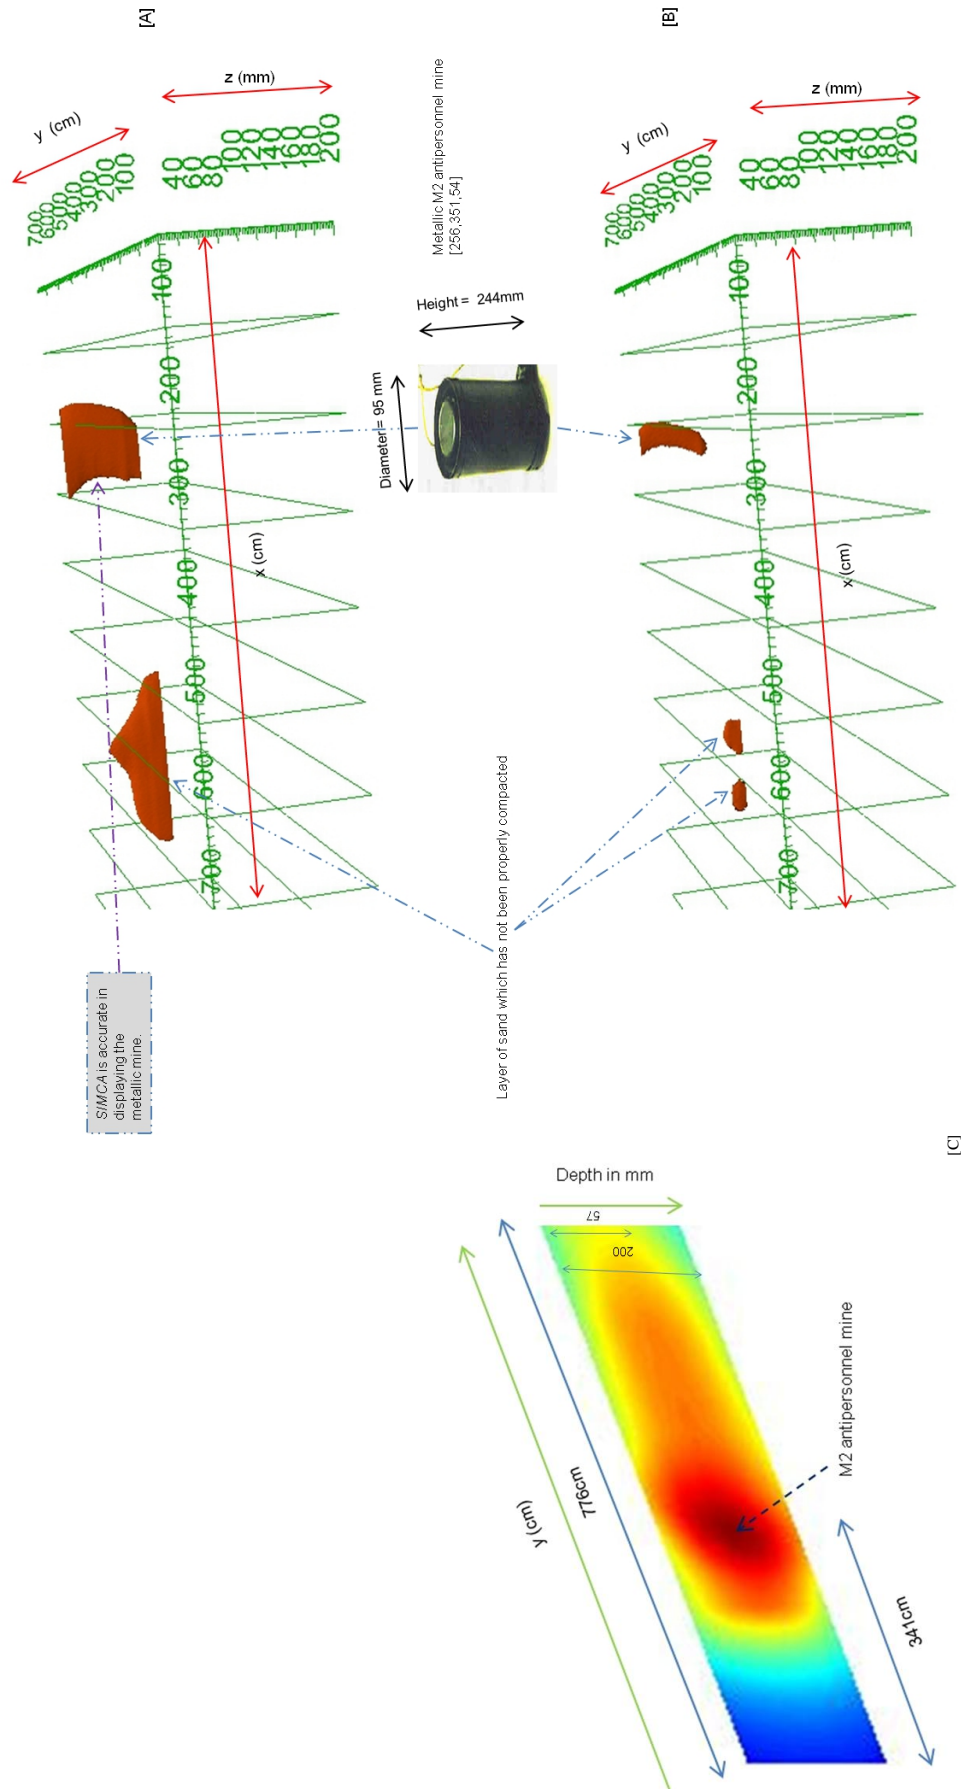 [A]
y (cm)
z (mm)
700
600
500
400
300
200
100
40
60
80
100
120
140
160
180
200
100
200
300
400
500
600
700
x (cm)
SIMCA is accurate in
displaying the
metallic mine.
Metallic M2 antipersonnel mine
[256,351,54]
Height = 244mm
Diameter = 95 mm
Layer of sand which has not been properly compacted
[B]
y (cm)
z (mm)
700
600
500
400
300
200
100
40
60
80
100
120
140
160
180
200
100
200
300
400
500
600
700
x (cm)
[C]
Depth in mm
57
200
y (cm)
776cm
M2 antipersonnel mine
341cm